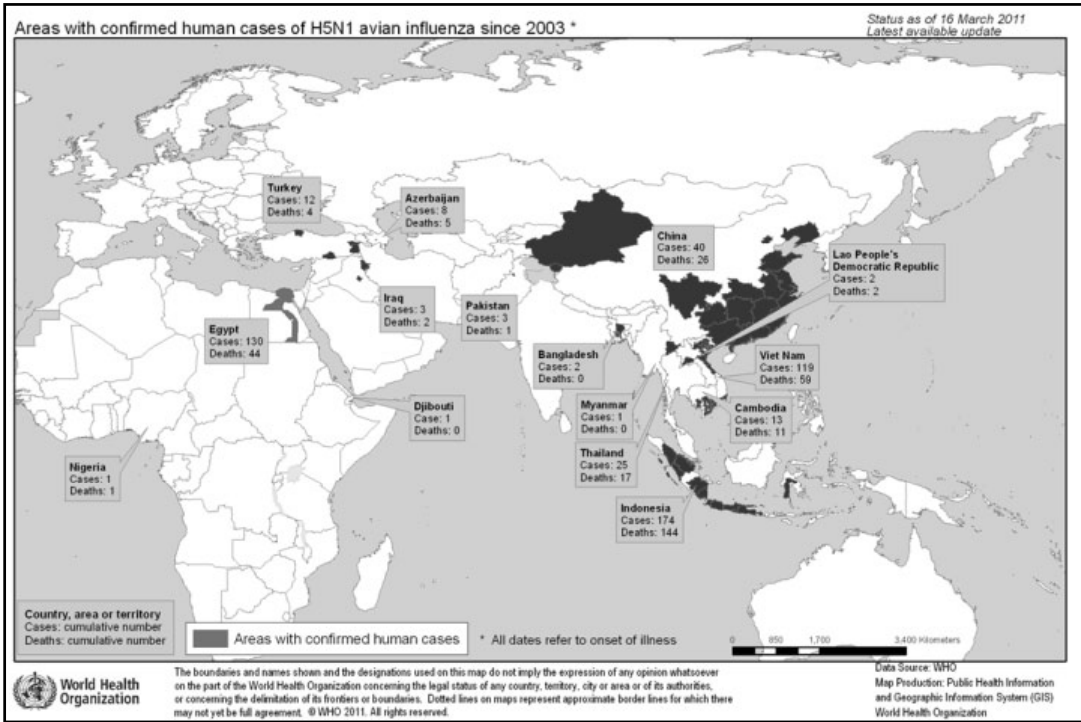 Areas with confirmed human cases of H5N1 avian influenza since 2003 *
Status as of 16 March 2011
Latest available update
Turkey
Cases: 12
Deaths: 4
Azerbaijan
Cases: 8
Deaths: 5
China
Cases: 40
Deaths: 26
Lao People's
Democratic Republic
Cases: 2
Deaths: 2
Iraq
Cases: 3
Deaths: 2
Pakistan
Cases: 3
Deaths: 1
Egypt
Cases: 130
Deaths: 44
Bangladesh
Cases: 2
Deaths: 0
Viet Nam
Cases: 119
Deaths: 59
Djibouti
Case: 1
Deaths: 0
Myanmar
Cases: 1
Deaths: 0
Cambodia
Cases: 13
Deaths: 11
Nigeria
Cases: 1
Deaths: 1
Thailand
Cases: 25
Deaths: 17
Indonesia
Cases: 174
Deaths: 144
Country, area or territory
Cases: cumulative number
Deaths: cumulative number
Areas with confirmed human cases
* All dates refer to onset of illness
0 850 1,700 3,400 Kilometers
World Health
Organization
The boundaries and names shown and the designations used on this map do not imply the expression of any opinion whatsoever
on the part of the World Health Organization concerning the legal status of any country, territory, city or area or of its authorities,
or concerning the delimitation of its frontiers or boundaries. Dotted lines on maps represent approximate border lines for which there
may not yet be full agreement. © WHO 2011. All rights reserved.
Data Source: WHO
Map Production: Public Health Information
and Geographic Information System (GIS)
World Health Organization